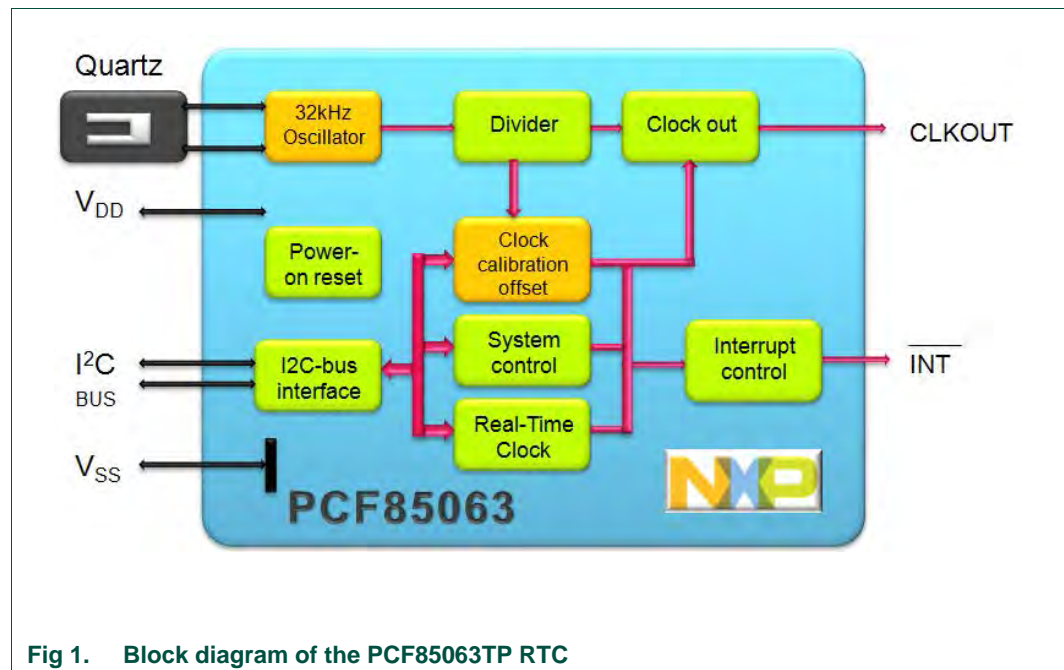 Quartz
32kHz
Oscillator
Divider
Clock out
CLKOUT
VDD
Power-
on reset
Clock
calibration
offset
I²C
BUS
I2C-bus
interface
System
control
Interrupt
control
INT
Real-Time
Clock
VSS
PCF85063
NXP
Fig 1. Block diagram of the PCF85063TP RTC